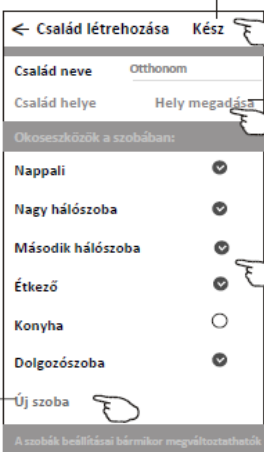 ← Család létrehozása Kész
Család neve Otthonom
Család helye Hely megadása
Okoseszközök a szobában:
Nappali
Nagy hálószoba
Második hálószoba
Étkező
Konyha
Dolgozószoba
Új szoba
A szobák beállításai bármikor megváltoztathatók